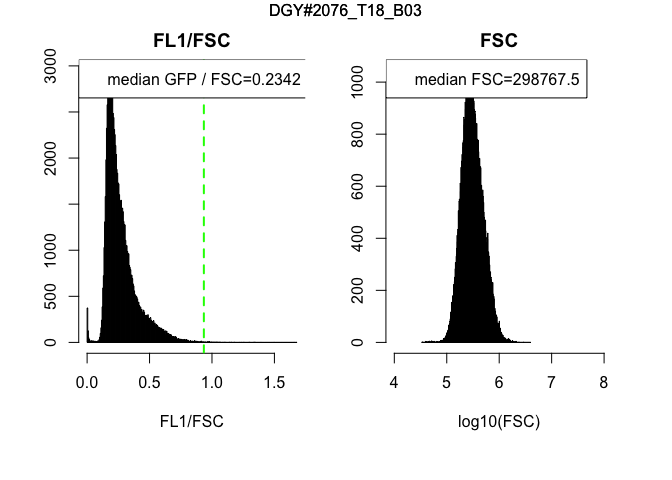 DGY#2076_T18_B03
FL1/FSC
median GFP / FSC=0.2342
3000
2000
1000
500
0
0.0 0.5 1.0 1.5
FL1/FSC
FSC
median FSC=298767.5
1000
800
600
400
200
0
4 5 6 7 8
log10(FSC)